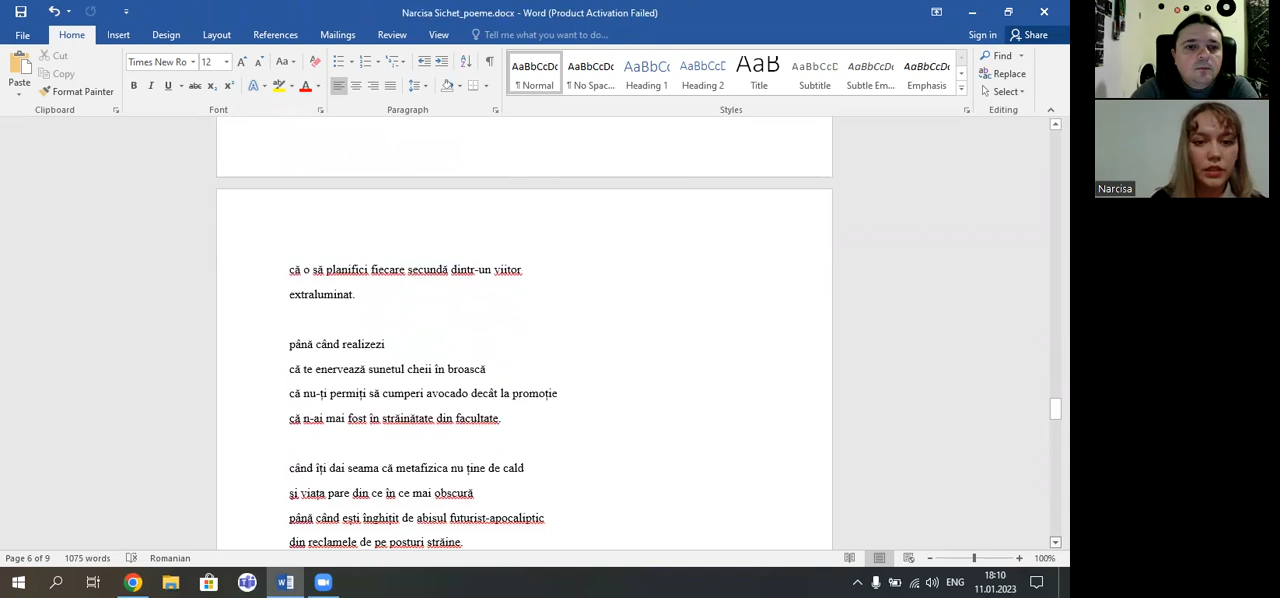 Narcisa Sichet_poeme.docx - Word (Product Activation Failed)
File Home Insert Design Layout References Mailings Review View Tell me what you want to do... Sign in Share
Cut
Copy
Format Painter
Paste
Clipboard
Times New Ro 12
Font
Paragraph
AaBbCcDc AaBbCcDc AaBbCc AaBbCcD AaB AaBbCcD AaBbCcDt AaBbCcDt
¶ Normal ¶ No Spac... Heading 1 Heading 2 Title Subtitle Subtle Em... Emphasis
Styles
Find
Replace
Select
Editing
Narcisa
că o să planifici fiecare secundă dintr-un viitor
extraluminat.
până când realizezi
că te enervează sunetul cheii în broască
că nu-ți permiți să cumperi avocado decât la promoție
că n-ai mai fost în străinătate din facultate.
când îți dai seama că metafizica nu ține de cald
și viața pare din ce în ce mai obscură
până când ești înghițit de abisul futurist-apocaliptic
din reclamele de pe posturi străine.
Page 6 of 9 1075 words Romanian 100%
ENG 18:10
11.01.2023